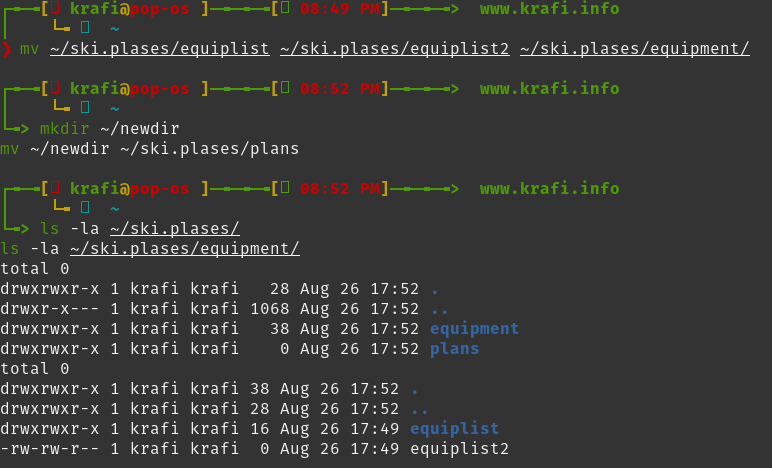 [ krafi@pop-os ][ 08:49 PM]> www.krafi.info
~
❯ mv ~/ski.plases/equiplist ~/ski.plases/equiplist2 ~/ski.plases/equipment/
[ krafi@pop-os ][ 08:52 PM]> www.krafi.info
~
> mkdir ~/newdir
mv ~/newdir ~/ski.plases/plans
[ krafi@pop-os ][ 08:52 PM]> www.krafi.info
~
> ls -la ~/ski.plases/
ls -la ~/ski.plases/equipment/
total 0
drwxrwxr-x 1 krafi krafi   28 Aug 26 17:52 .
drwxr-x--- 1 krafi krafi 1068 Aug 26 17:52 ..
drwxrwxr-x 1 krafi krafi   38 Aug 26 17:52 equipment
drwxrwxr-x 1 krafi krafi    0 Aug 26 17:52 plans
total 0
drwxrwxr-x 1 krafi krafi 38 Aug 26 17:52 .
drwxrwxr-x 1 krafi krafi 28 Aug 26 17:52 ..
drwxrwxr-x 1 krafi krafi 16 Aug 26 17:49 equiplist
-rw-rw-r-- 1 krafi krafi  0 Aug 26 17:49 equiplist2